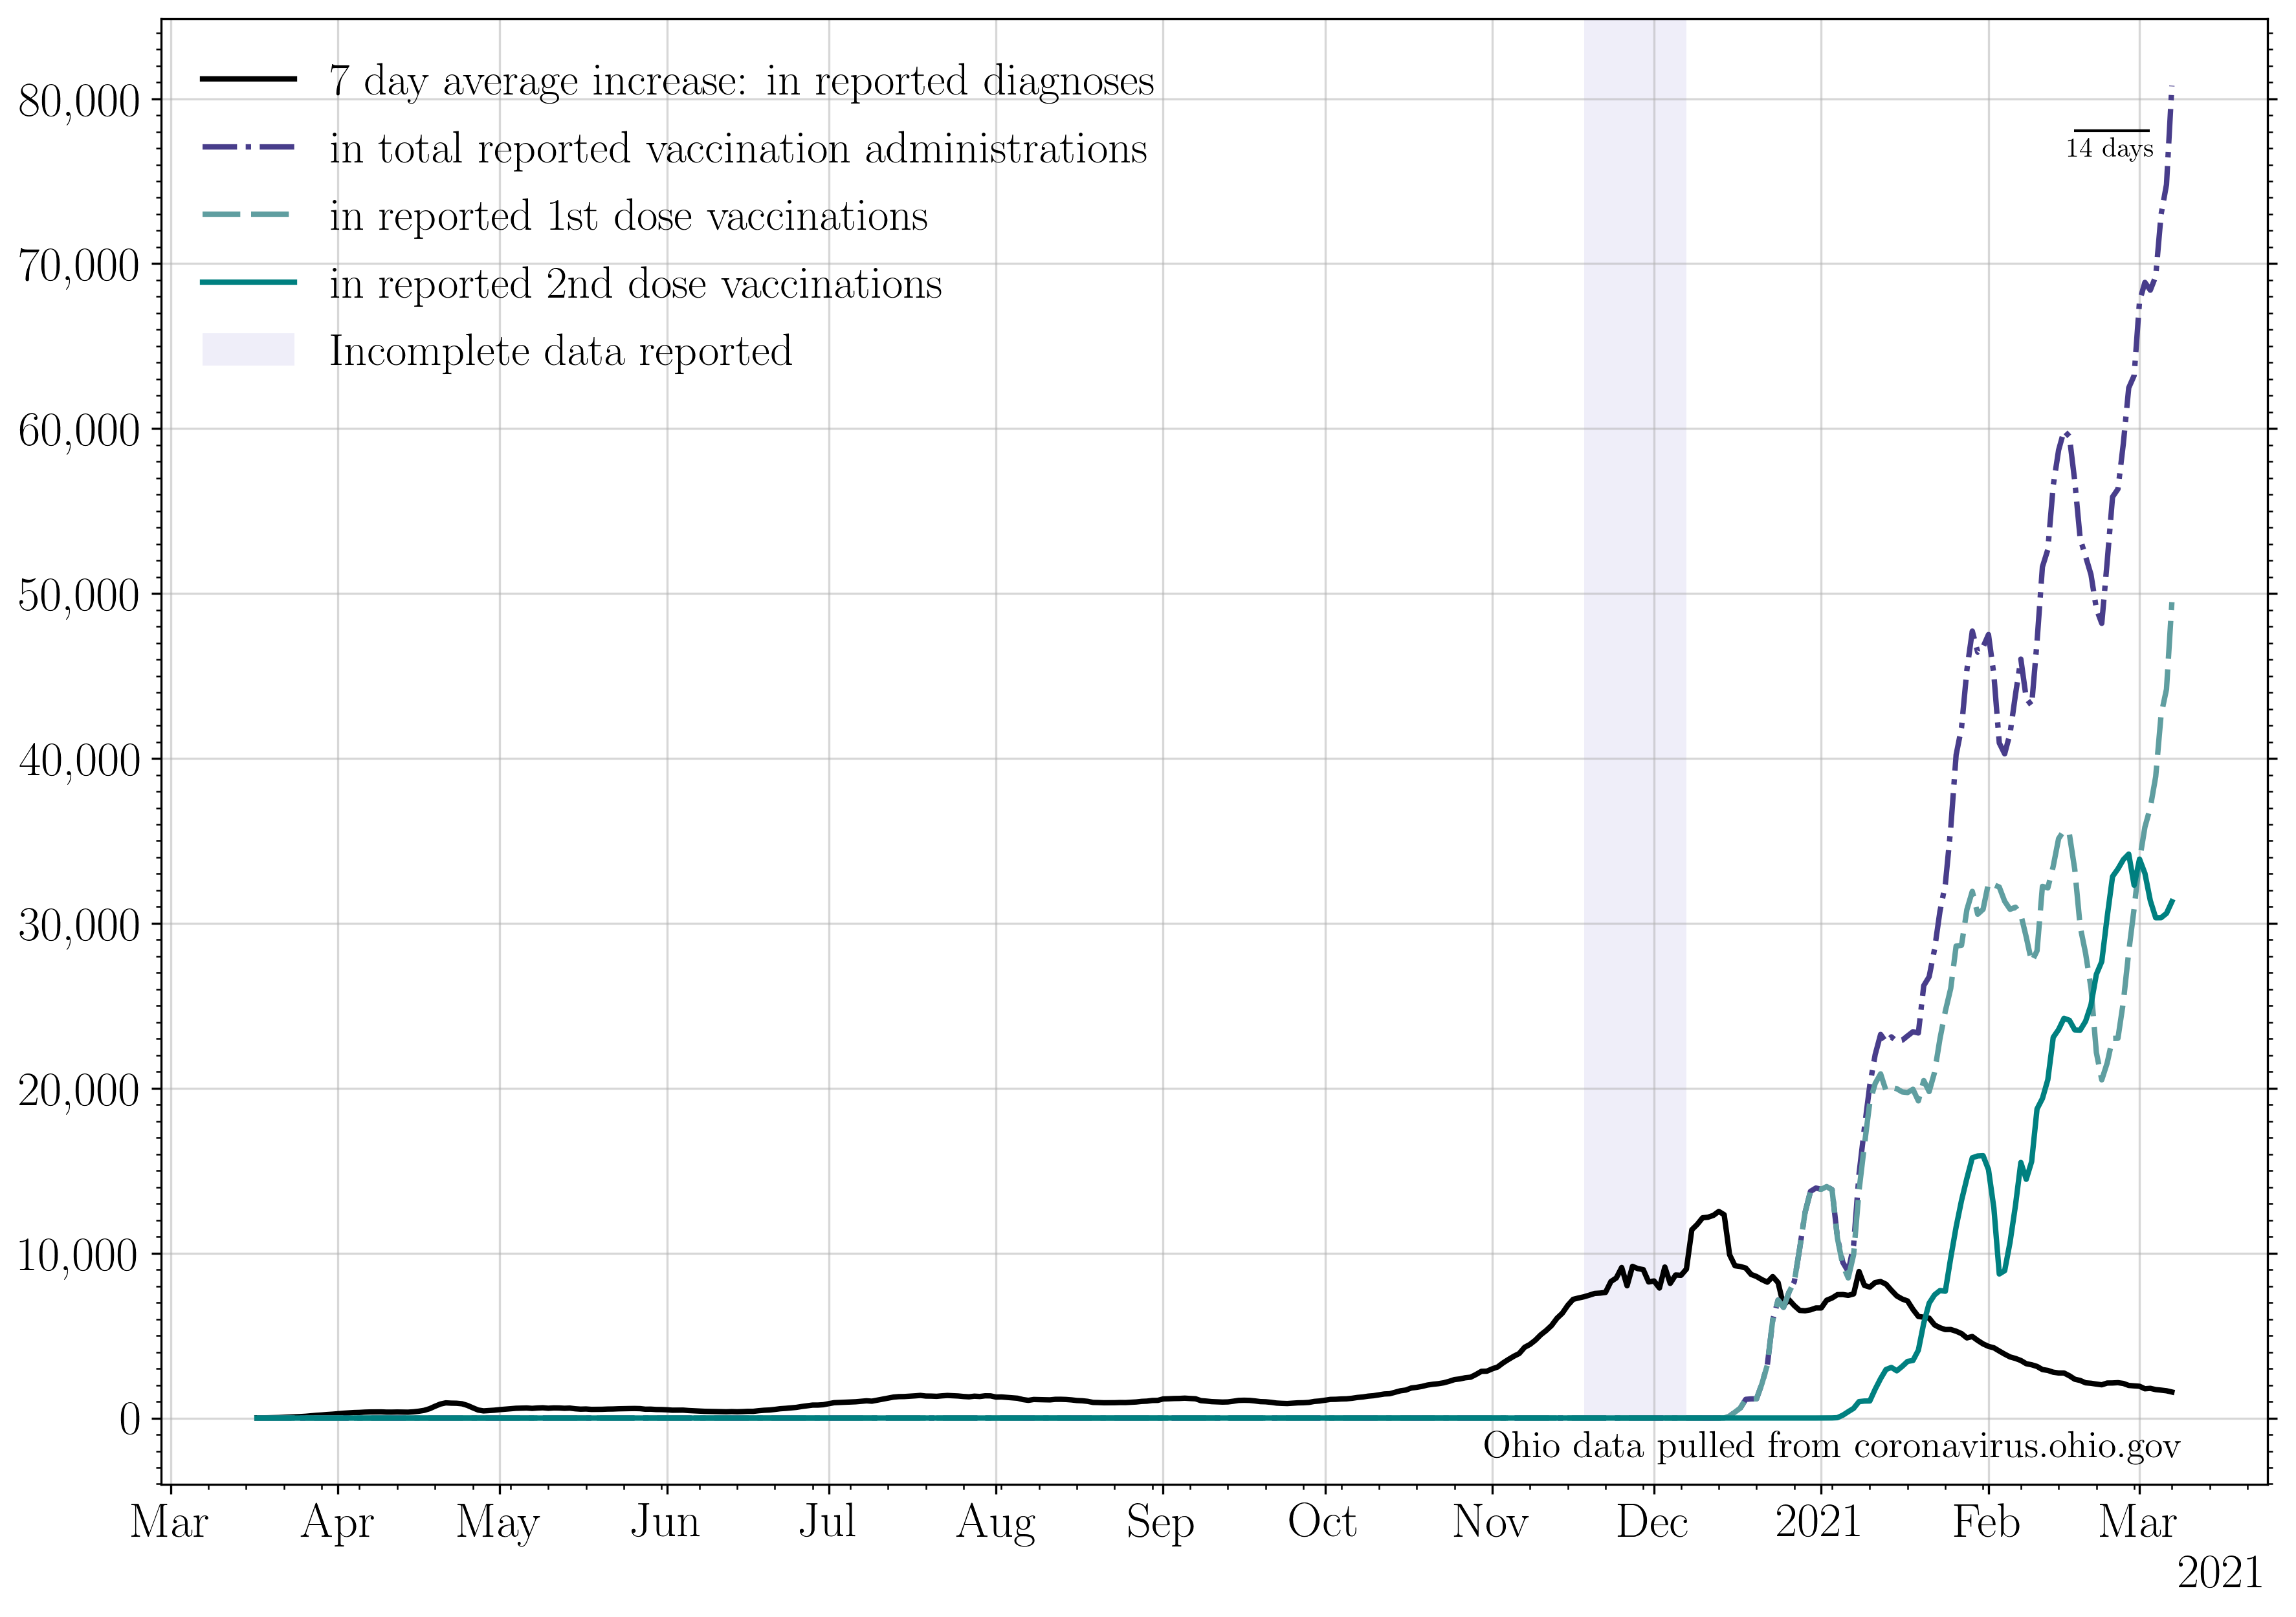 7 day average increase: in reported diagnoses
in total reported vaccination administrations
in reported 1st dose vaccinations
in reported 2nd dose vaccinations
Incomplete data reported
14 days
80,000
70,000
60,000
50,000
40,000
30,000
20,000
10,000
0
Ohio data pulled from coronavirus.ohio.gov
Mar Apr May Jun Jul Aug Sep Oct Nov Dec 2021 Feb Mar
2021